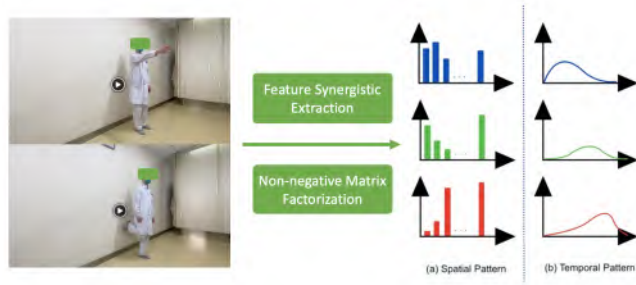 Feature Synergistic
Extraction
Non-negative Matrix
Factorization
...
...
...
(a) Spatial Pattern
(b) Temporal Pattern